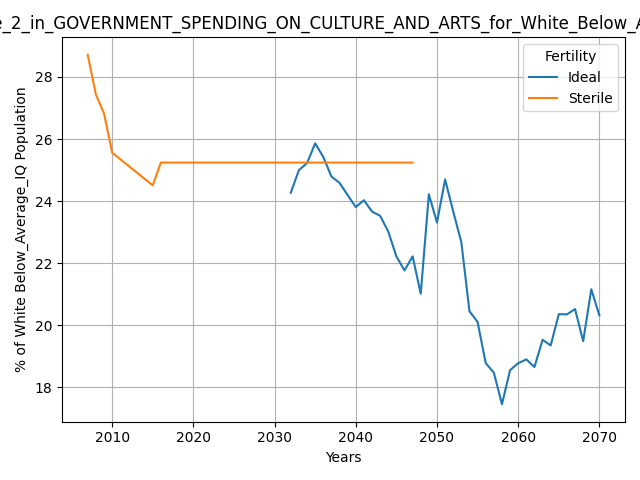 _2_in_GOVERNMENT_SPENDING_ON_CULTURE_AND_ARTS_for_White_Below_A
Fertility
Ideal
Sterile
% of White Below_Average_IQ Population
28
26
24
22
20
18
2010
2020
2030
2040
2050
2060
2070
Years